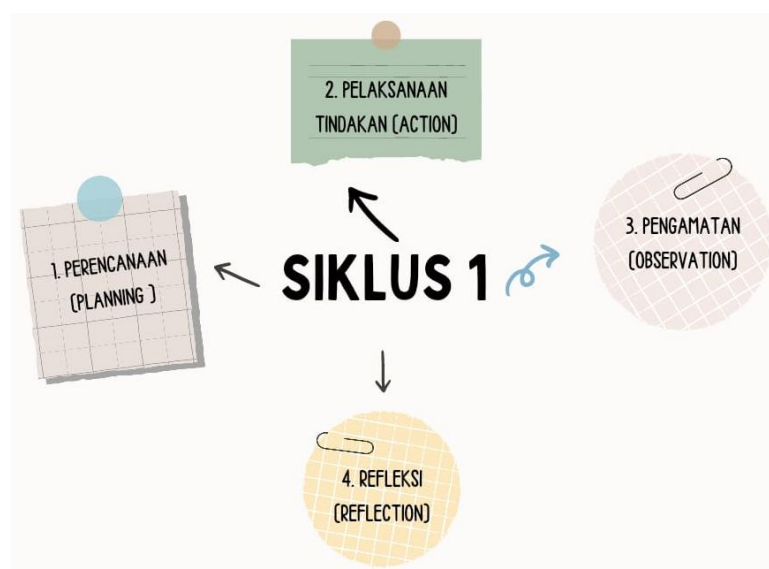 2. PELAKSANAAN
TINDAKAN (ACTION)
3. PENGAMATAN
(OBSERVATION)
1. PERENCANAAN
(PLANNING )
SIKLUS 1
4. REFLEKSI
(REFLECTION)